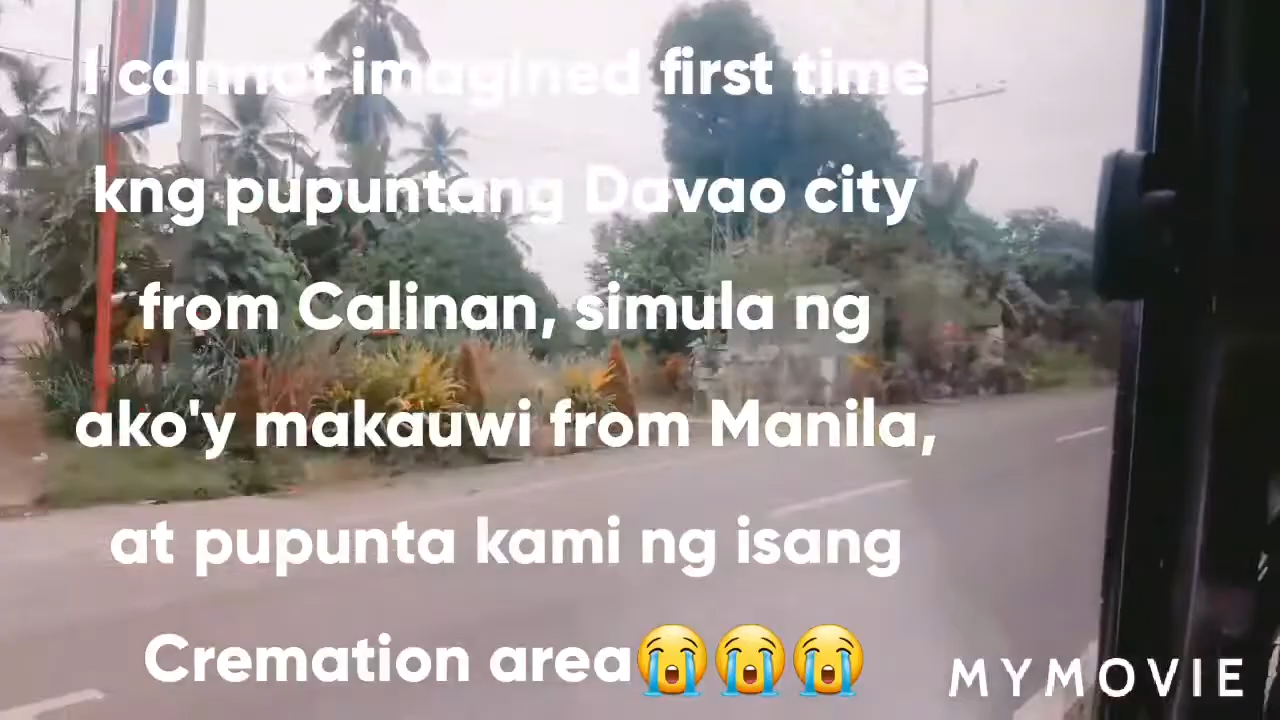 I cannot imagined first time
kng pupuntang Davao city
from Calinan, simula ng
ako'y makauwi from Manila,
at pupunta kami ng isang
Cremation area😭😭😭
MYMOVIE